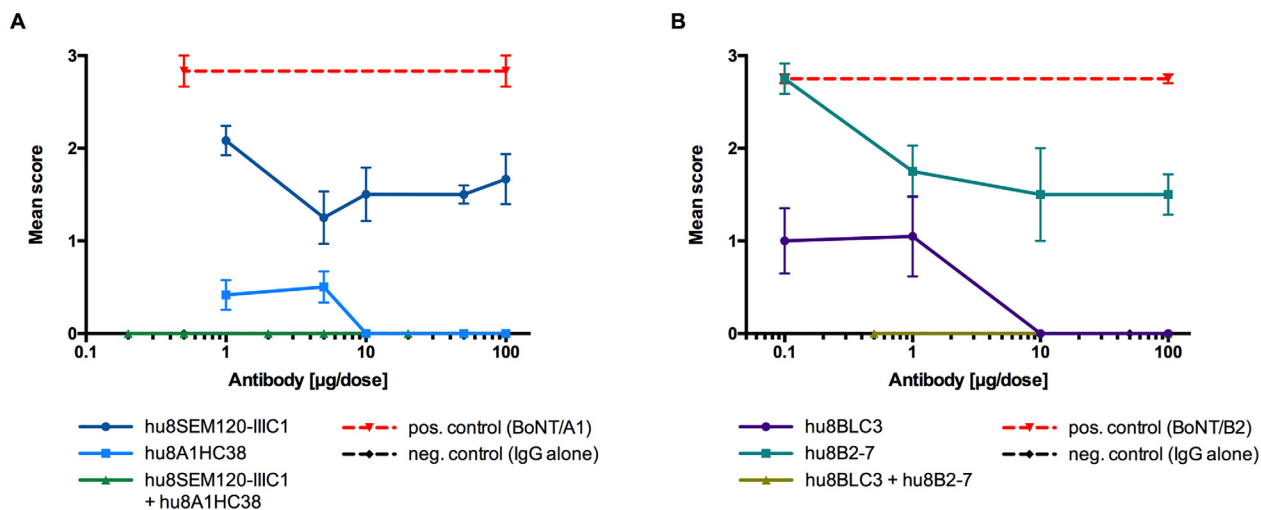 A
3
2
1
0
Mean score
0.1
1
10
100
Antibody [µg/dose]
hu8SEM120-IIIC1
hu8A1HC38
hu8SEM120-IIIC1
+ hu8A1HC38
pos. control (BoNT/A1)
neg. control (IgG alone)
B
3
2
1
0
Mean score
0.1
1
10
100
Antibody [µg/dose]
hu8BLC3
hu8B2-7
hu8BLC3 + hu8B2-7
pos. control (BoNT/B2)
neg. control (IgG alone)